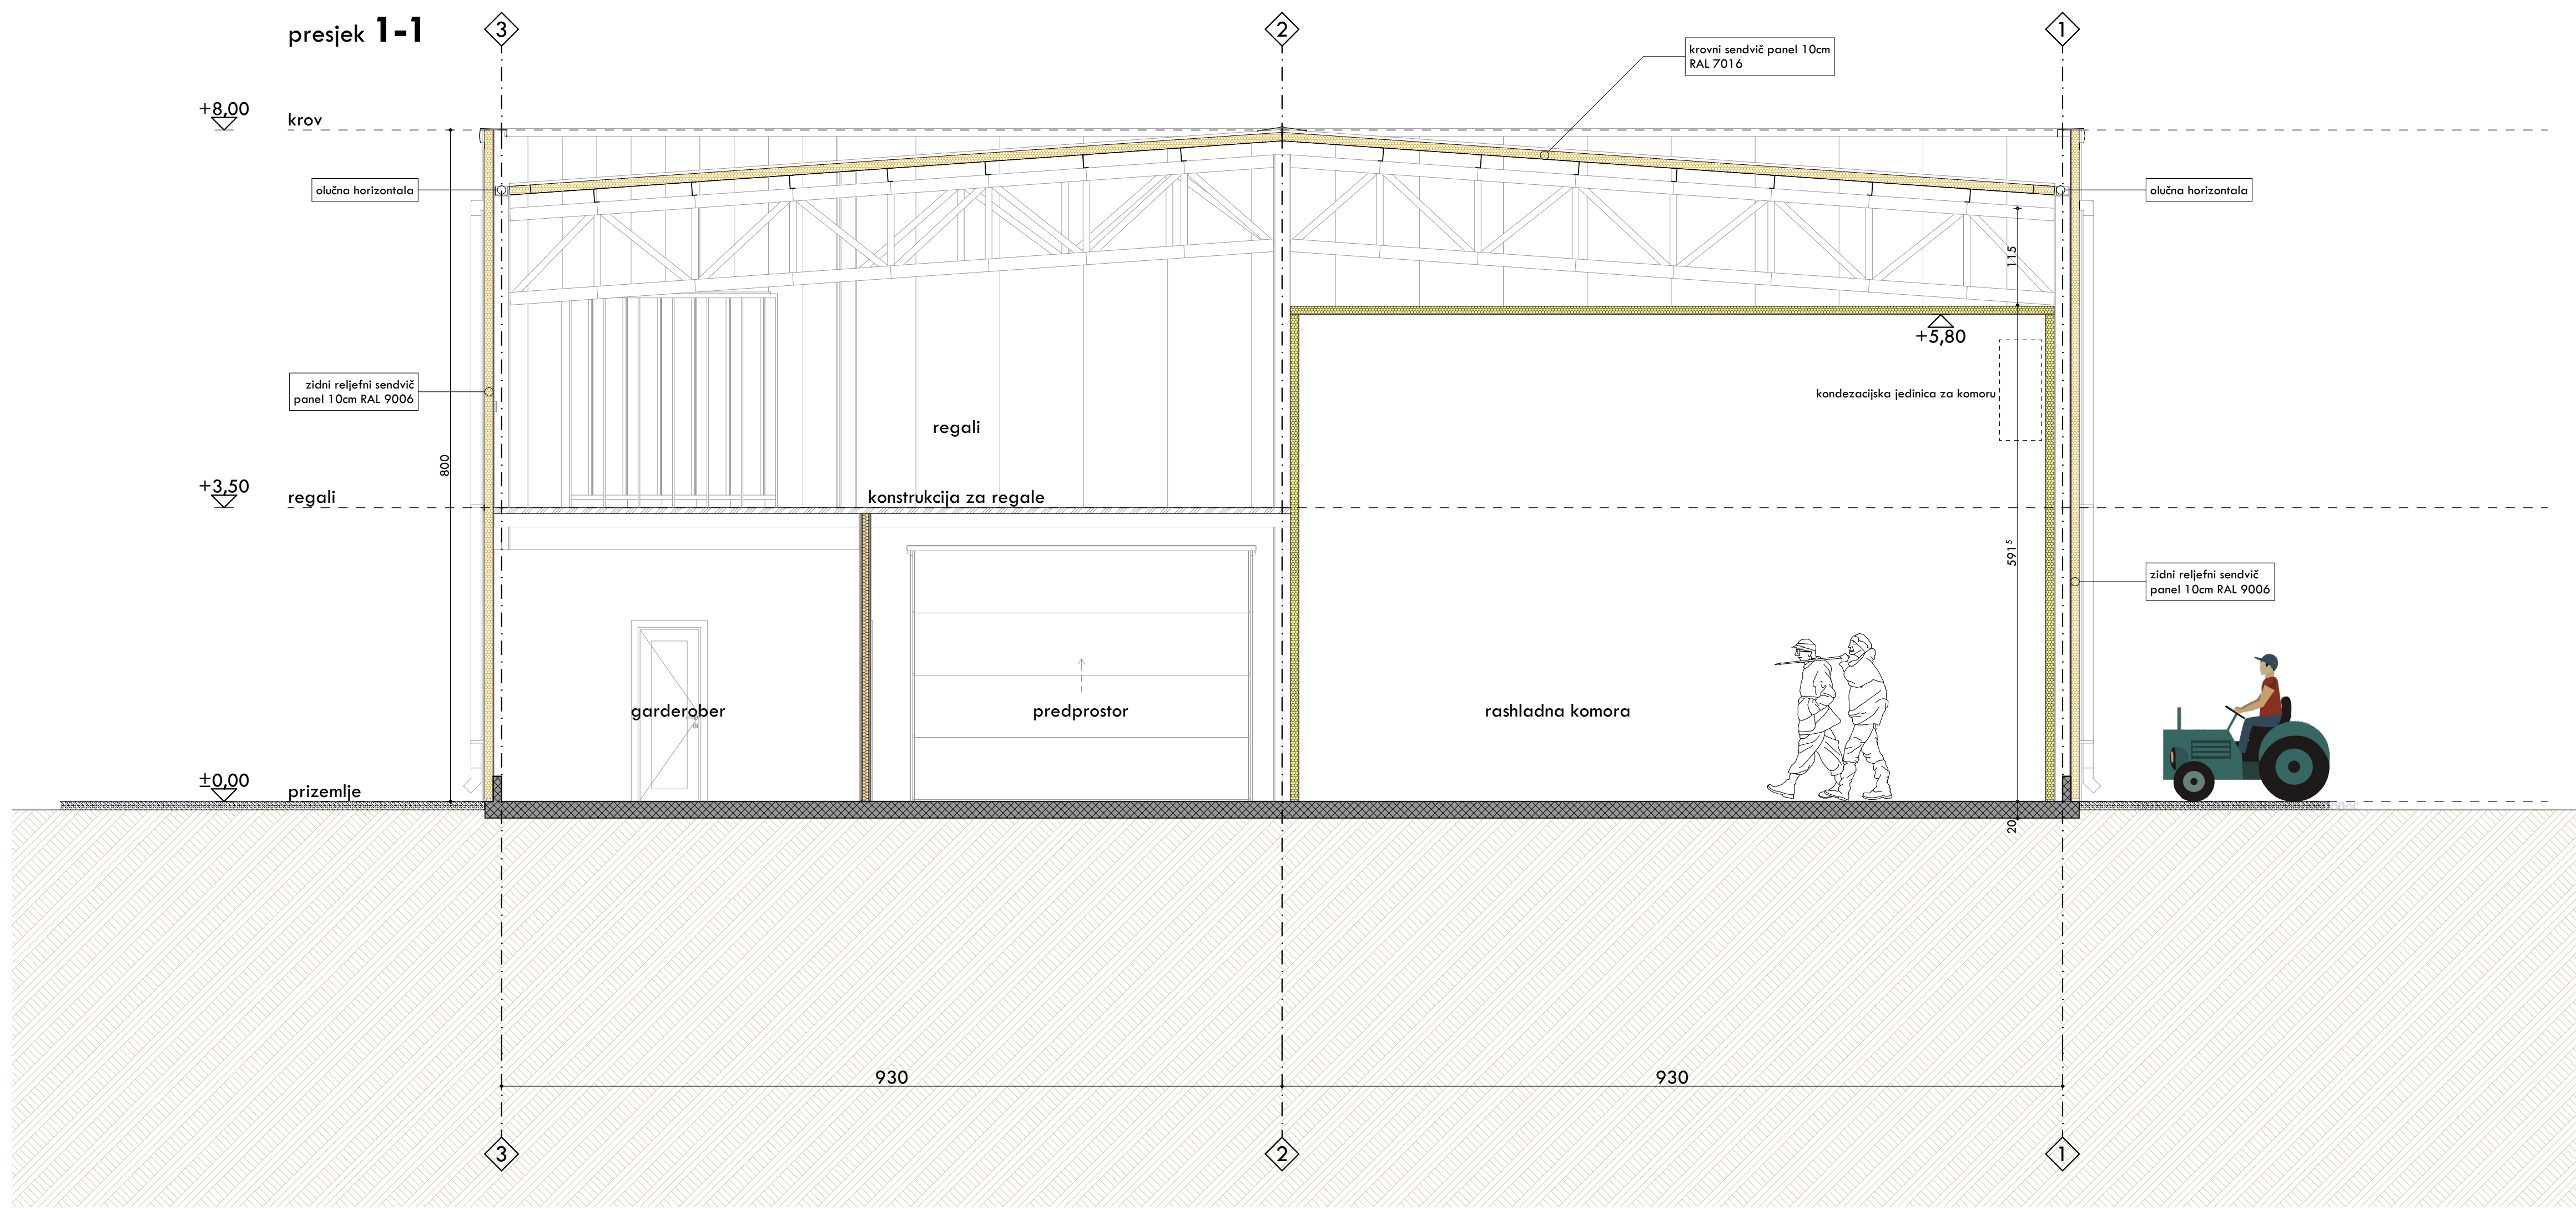 presjek 1-1
3
2
1
krovni sendvič panel 10cm
RAL 7016
+8,00
krov
olučna horizontala
olučna horizontala
115
+5,80
zidni reljefni sendvič
panel 10cm RAL 9006
kondezacijska jedinica za komoru
regali
800
+3,50
regali
konstrukcija za regale
591⁵
zidni reljefni sendvič
panel 10cm RAL 9006
garderober
predprostor
rashladna komora
±0,00
prizemlje
20
930
930
3
2
1